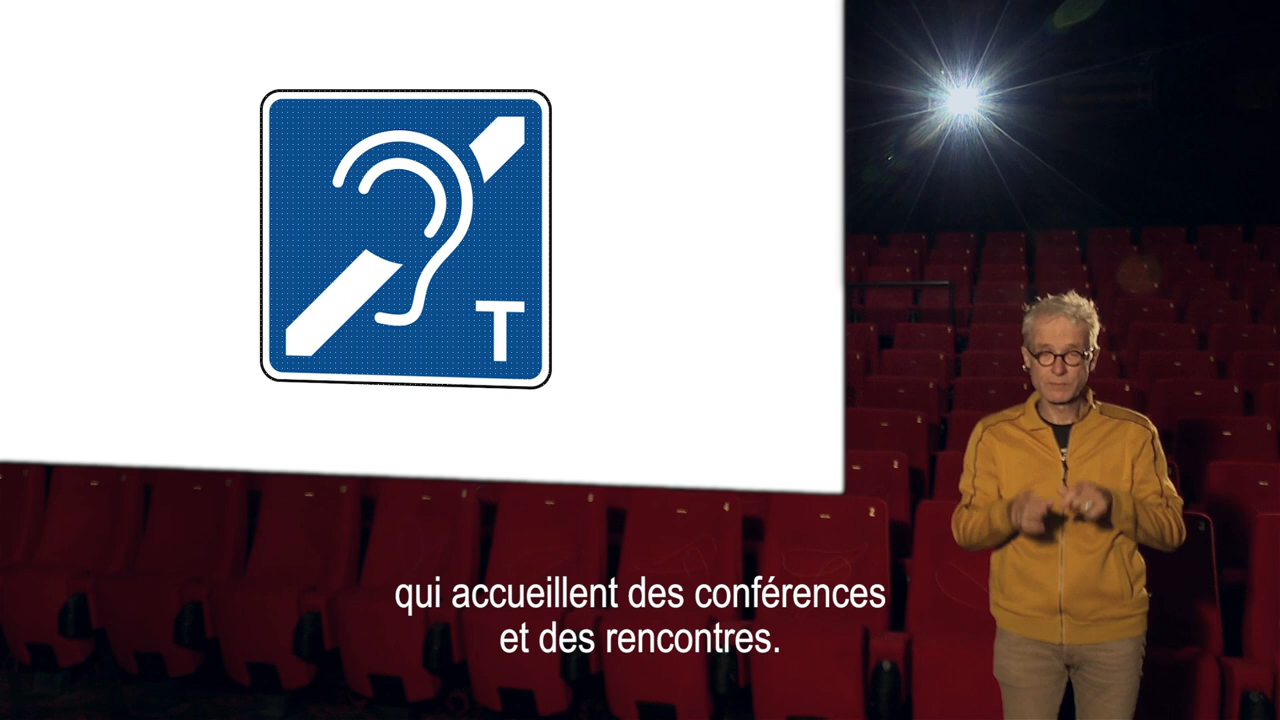 T
qui accueillent des conférences
et des rencontres.